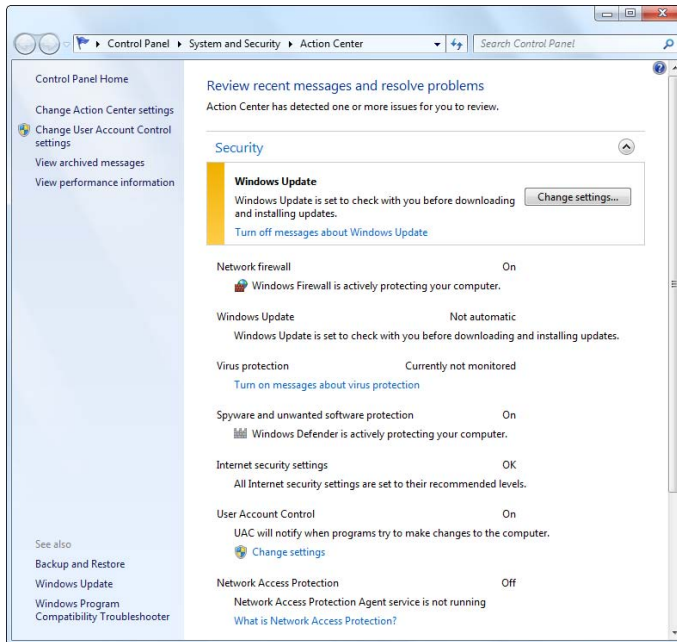 Control Panel
System and Security
Action Center
Search Control Panel
Control Panel Home
Change Action Center settings
Change User Account Control
settings
View archived messages
View performance information
See also
Backup and Restore
Windows Update
Windows Program
Compatibility Troubleshooter
Review recent messages and resolve problems
Action Center has detected one or more issues for you to review.
Security
Windows Update
Windows Update is set to check with you before downloading
and installing updates.
Change settings...
Turn off messages about Windows Update
Network firewall On
Windows Firewall is actively protecting your computer.
Windows Update Not automatic
Windows Update is set to check with you before downloading and installing updates.
Virus protection Currently not monitored
Turn on messages about virus protection
Spyware and unwanted software protection On
Windows Defender is actively protecting your computer.
Internet security settings OK
All Internet security settings are set to their recommended levels.
User Account Control On
UAC will notify when programs try to make changes to the computer.
Change settings
Network Access Protection Off
Network Access Protection Agent service is not running
What is Network Access Protection?